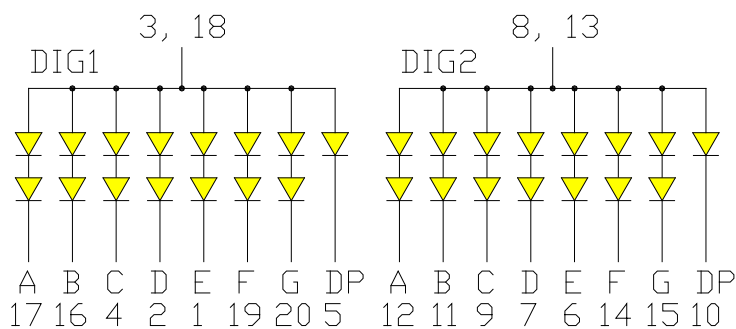 3, 18 8, 13
DIG1 DIG2
A B C D E F G DP A B C D E F G DP
17 16 4 2 1 19 20 5 12 11 9 7 6 14 15 10